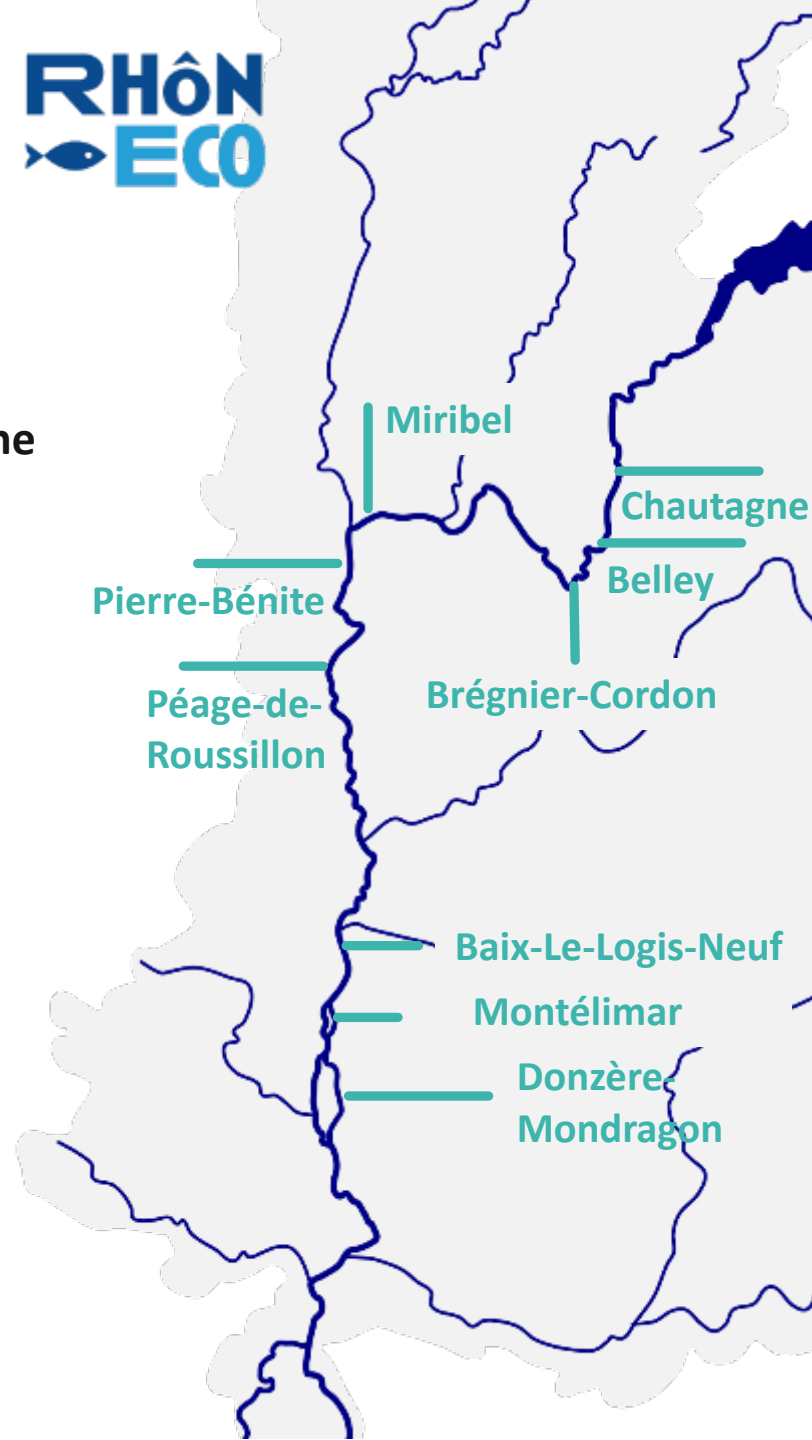 RHôN
ECO
ne
Miribel
Chautagne
Pierre-Bénite
Belley
Péage-de-
Roussillon
Brégnier-Cordon
Baix-Le-Logis-Neuf
Montélimar
Donzère-
Mondragon